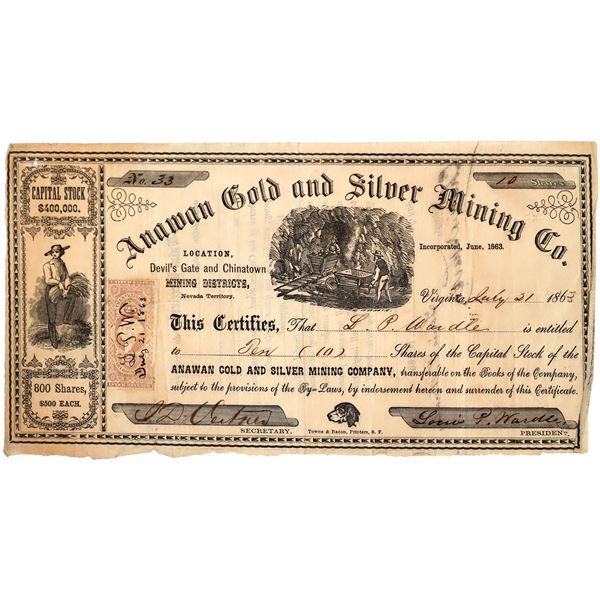 No. 33
10 Shares
CAPITAL STOCK
$400,000.
Anawan Gold and Silver Mining Co.
LOCATION,
Devil's Gate and Chinatown
MINING DISTRICTS,
Nevada Territory.
Incorporated, June, 1863.
Virginia, July 21 1863
This Certifies, That L. P. Wardle is entitled
to Ten (10) Shares of the Capital Stock of the
ANAWAN GOLD AND SILVER MINING COMPANY, transferable on the Books of the Company,
subject to the provisions of the By-Laws, by indorsement hereon and surrender of this Certificate.
L.P.W.
July 21 1863
800 Shares,
$500 EACH.
Louis P. Wardle
SECRETARY.
Towne & Bacon, Printers, S. F.
PRESIDENT.